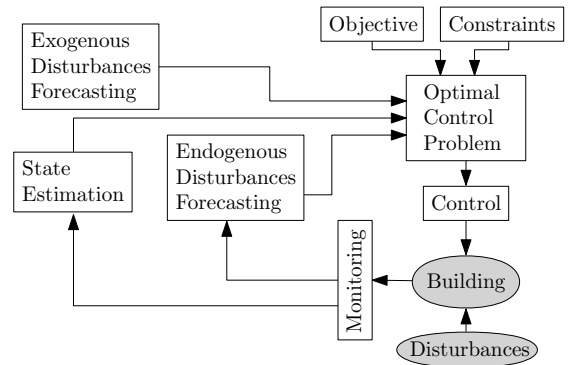 Objective
Constraints
Exogenous
Disturbances
Forecasting
Optimal
Control
Problem
State
Estimation
Endogenous
Disturbances
Forecasting
Control
Monitoring
Building
Disturbances